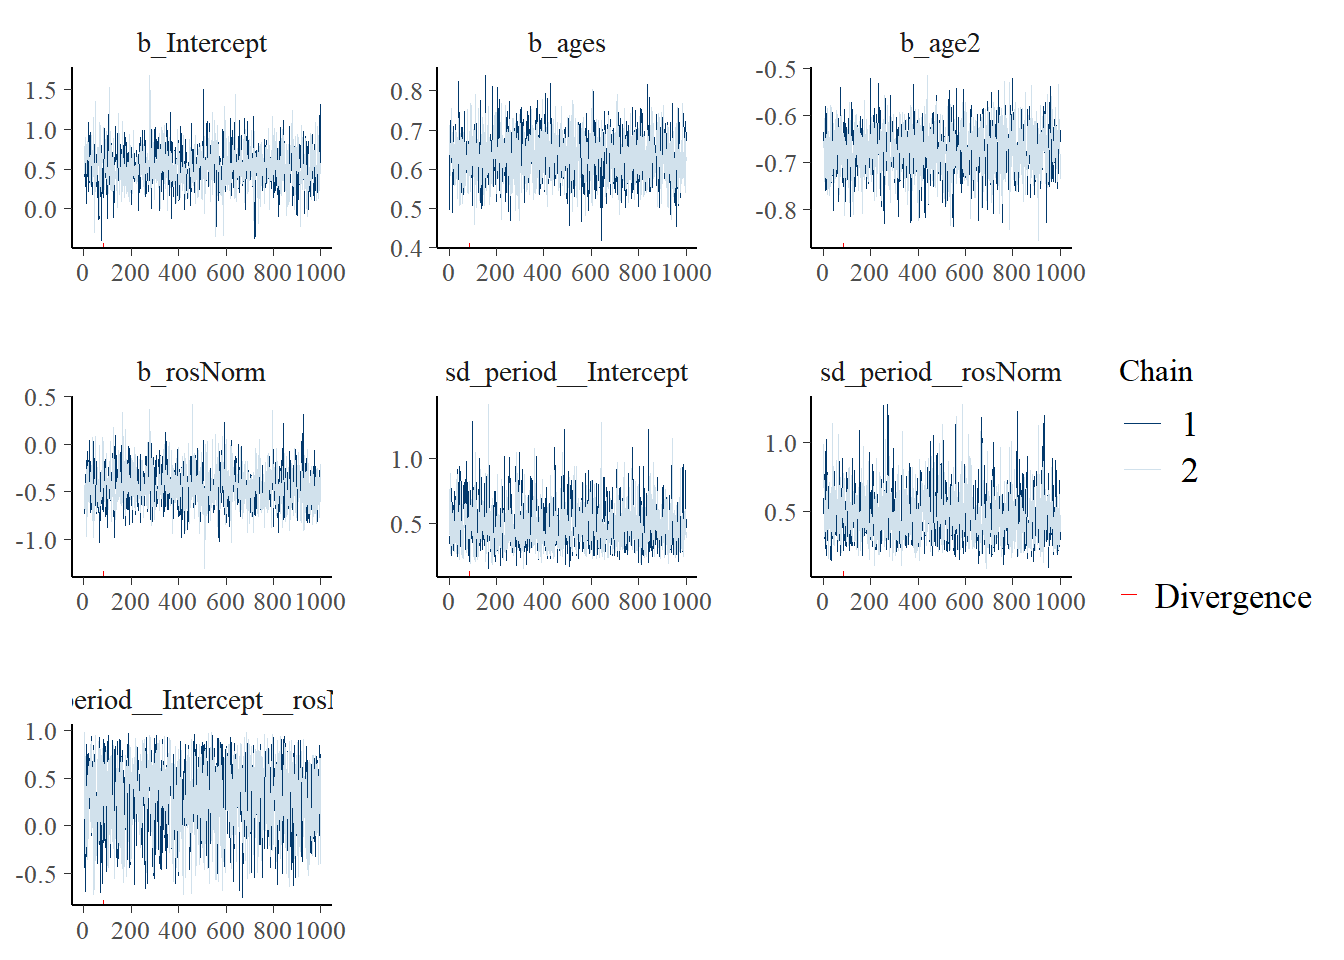 b_Intercept b_ages b_age2
1.5 1.0 0.5 0.0
0.8 0.7 0.6 0.5 0.4
-0.5 -0.6 -0.7 -0.8
0 200 400 600 800 1000 0 200 400 600 800 1000 0 200 400 600 800 1000
b_rosNorm sd_period__Intercept sd_period__rosNorm
0.5 0.0 -0.5 -1.0
1.0 0.5
1.0 0.5
0 200 400 600 800 1000 0 200 400 600 800 1000 0 200 400 600 800 1000
Chain
1
2
Divergence
period__Intercept__ros
1.0 0.5 0.0 -0.5
0 200 400 600 800 1000